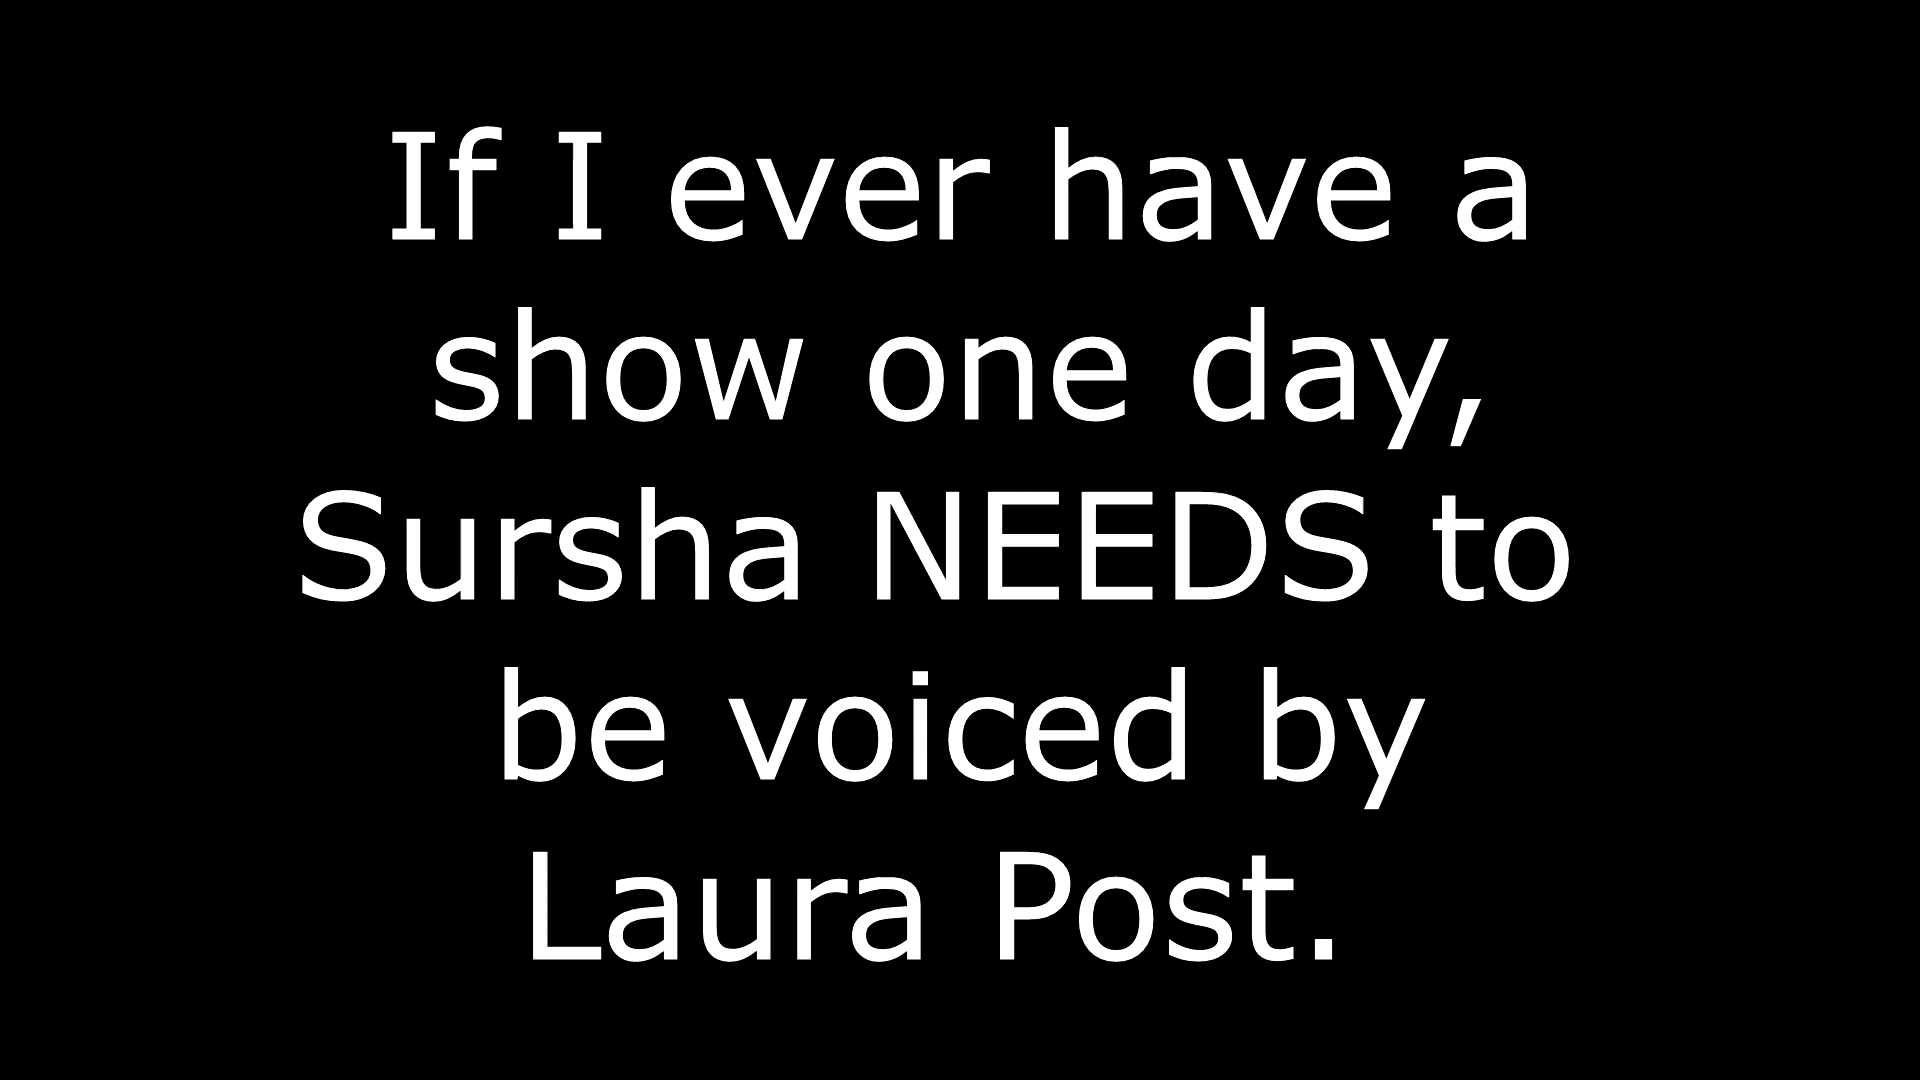 If I ever have a
show one day,
Sursha NEEDS to
be voiced by
Laura Post.